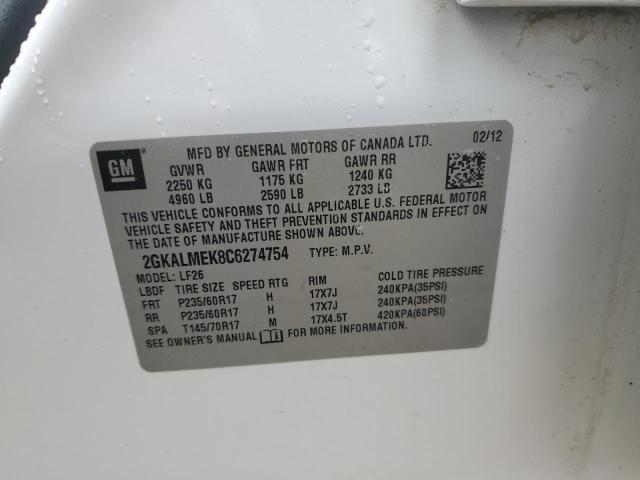 GM
MFD BY GENERAL MOTORS OF CANADA LTD. 02/12
GVWR GAWR FRT GAWR RR
2250 KG 1175 KG 1240 KG
4960 LB 2590 LB 2733 LB
THIS VEHICLE CONFORMS TO ALL APPLICABLE U.S. FEDERAL MOTOR
VEHICLE SAFETY AND THEFT PREVENTION STANDARDS IN EFFECT ON
THE DATE OF MANUFACTURE SHOWN ABOVE.
2GKALMEK8C6274754 TYPE: M.P.V.
MODEL: LF26
LBDF TIRE SIZE SPEED RTG RIM COLD TIRE PRESSURE
FRT P235/60R17 H 17X7J 240KPA(35PSI)
RR P235/60R17 H 17X7J 240KPA(35PSI)
SPA T145/70R17 M 17X4.5T 420KPA(60PSI)
SEE OWNER'S MANUAL FOR MORE INFORMATION